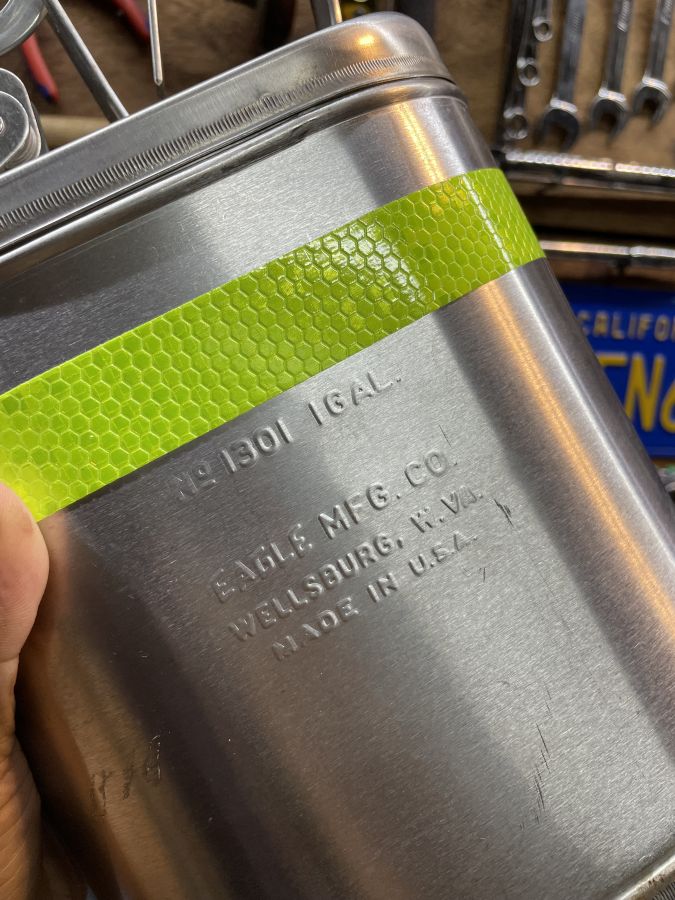 Nº 1301 1 GAL.
EAGLE MFG. CO.
WELLSBURG, W. VA.
MADE IN U.S.A.